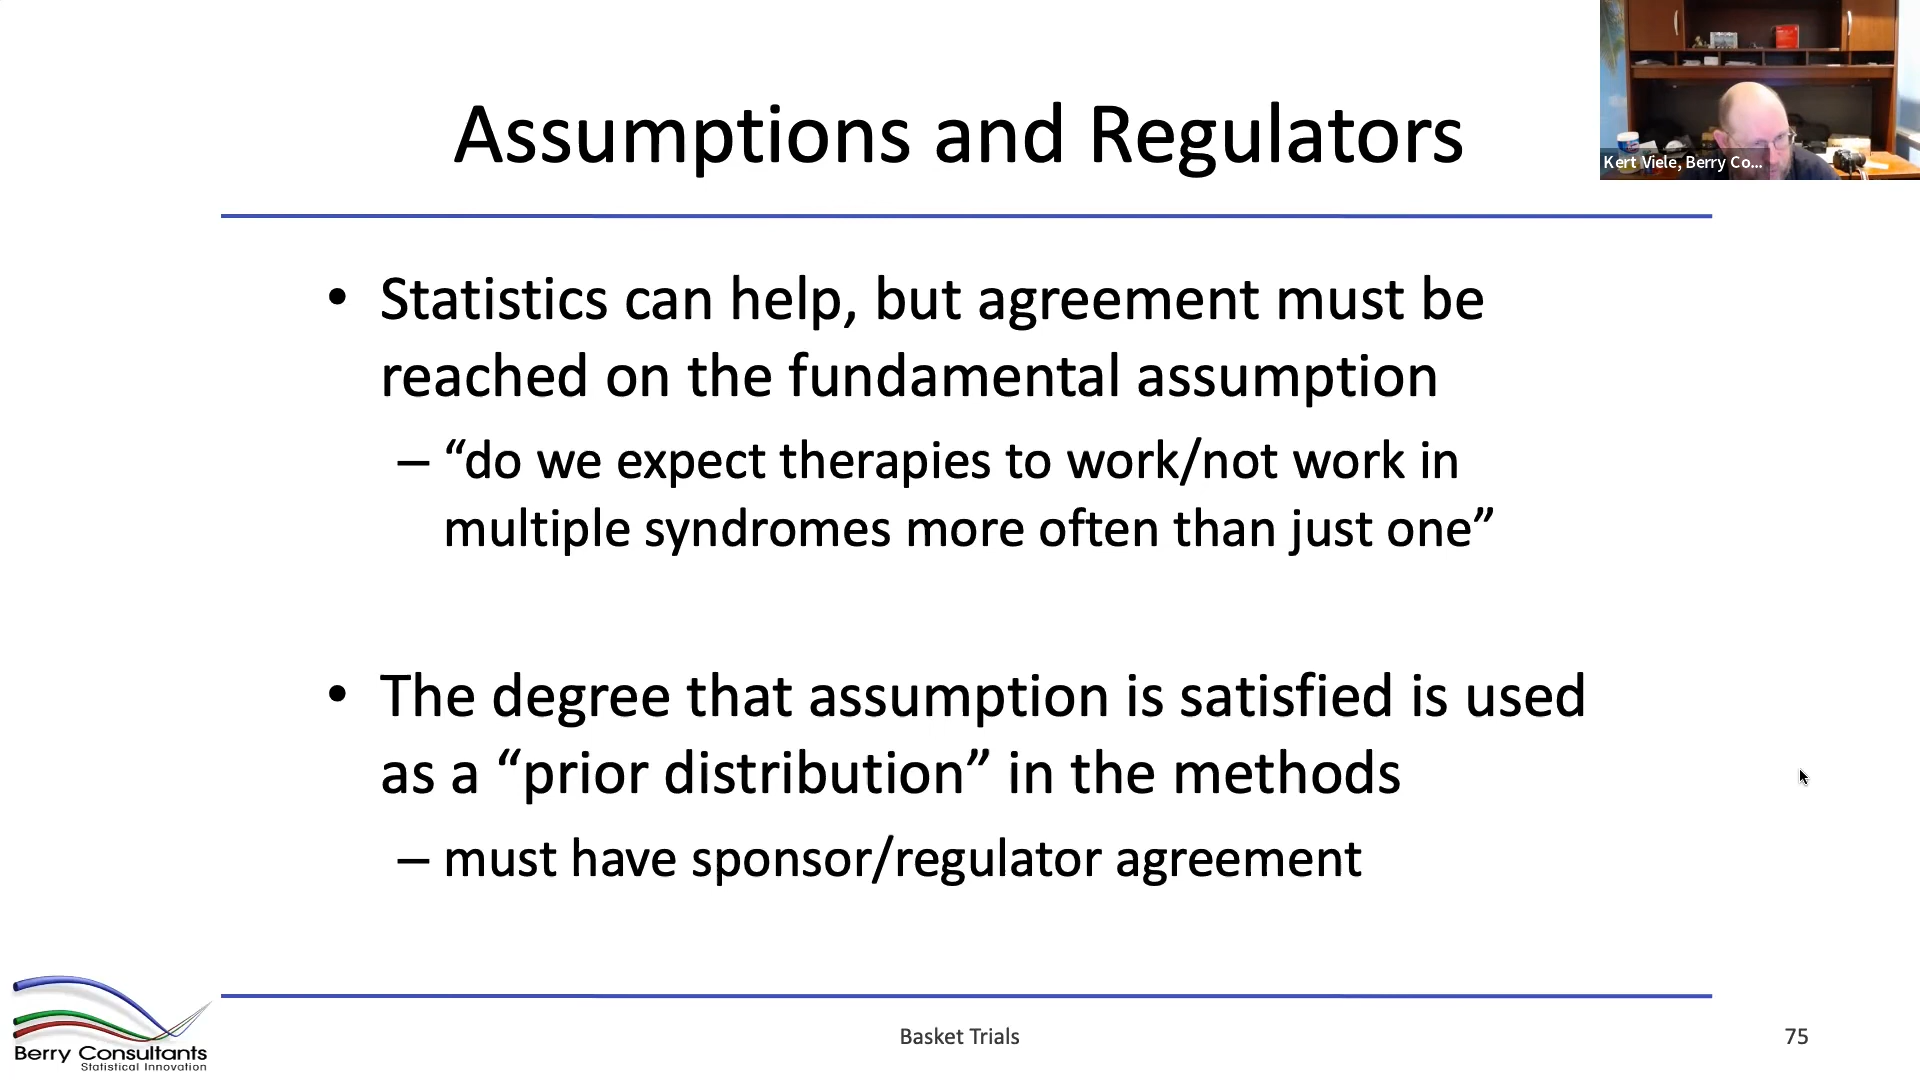 Assumptions and Regulators
Kert Viele, Berry Co...
• Statistics can help, but agreement must be
reached on the fundamental assumption
– “do we expect therapies to work/not work in
multiple syndromes more often than just one”
• The degree that assumption is satisfied is used
as a “prior distribution” in the methods
– must have sponsor/regulator agreement
Berry Consultants
Statistical Innovation
Basket Trials
75